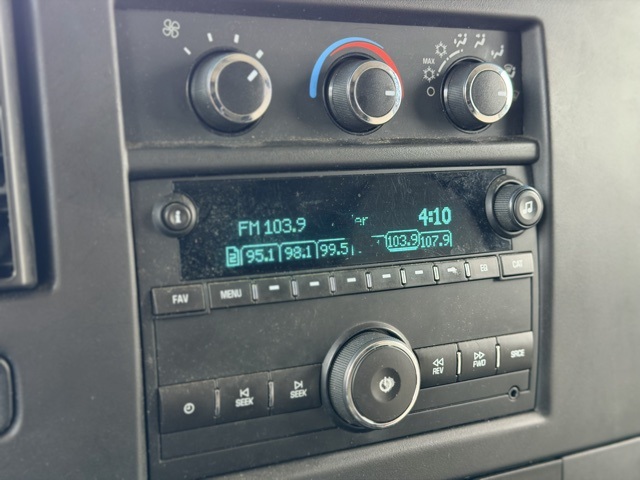 MAX
FM 103.9
4:10
2 95.1 98.1 99.5 103.9 107.9
FAV MENU EQ CAT
SEEK SEEK REV FWD SRCE